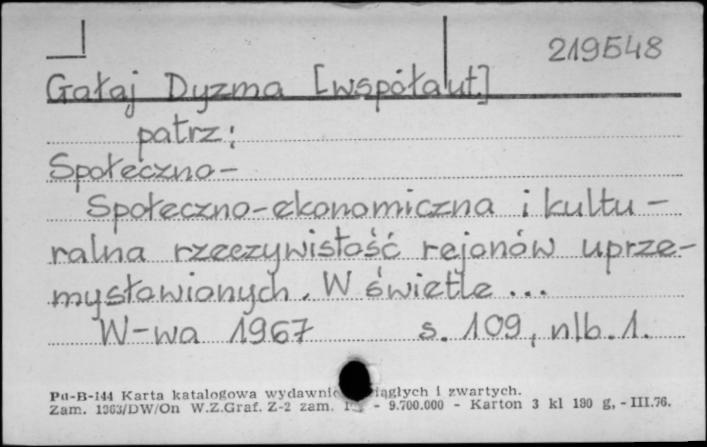 219548
Gałaj Dyzma [współaut.]
patrz:
Społeczno-
Społeczno-ekonomiczna i kultu-
ralna rzeczywistość rejonów uprze-
mysławionych. W świetle ...
W-wa 1967 s. 109, nlb. 1.
Pu-B-144 Karta katalogowa wydawnic iągłych i zwartych.
Zam. 1363/DW/On W.Z.Graf. Z-2 zam. - 9.700.000 - Karton 3 kl 190 g. - III.76.